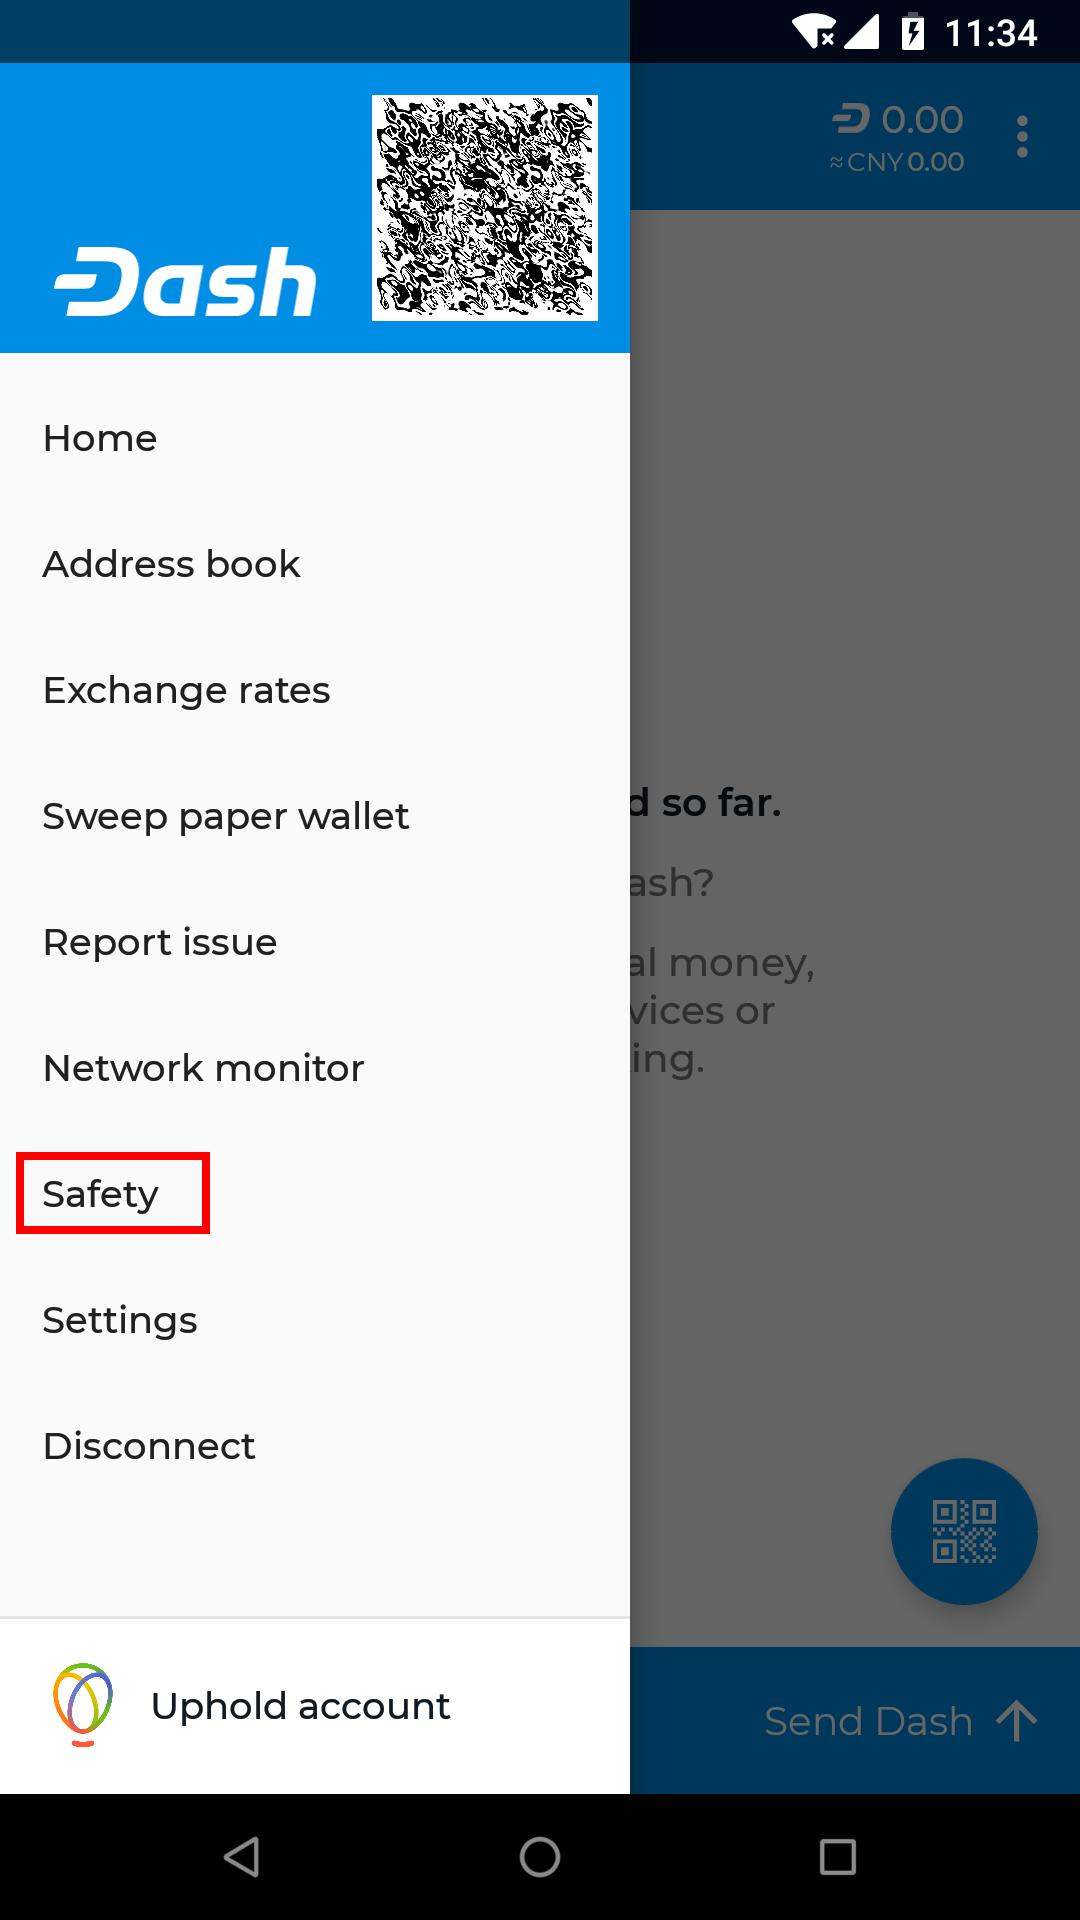 11:34
0.00
≈CNY 0.00
Dash
Home
Address book
Exchange rates
Sweep paper wallet
d so far.
Report issue
ash?
al money,
vices or
ing.
Network monitor
Safety
Settings
Disconnect
Uphold account
Send Dash